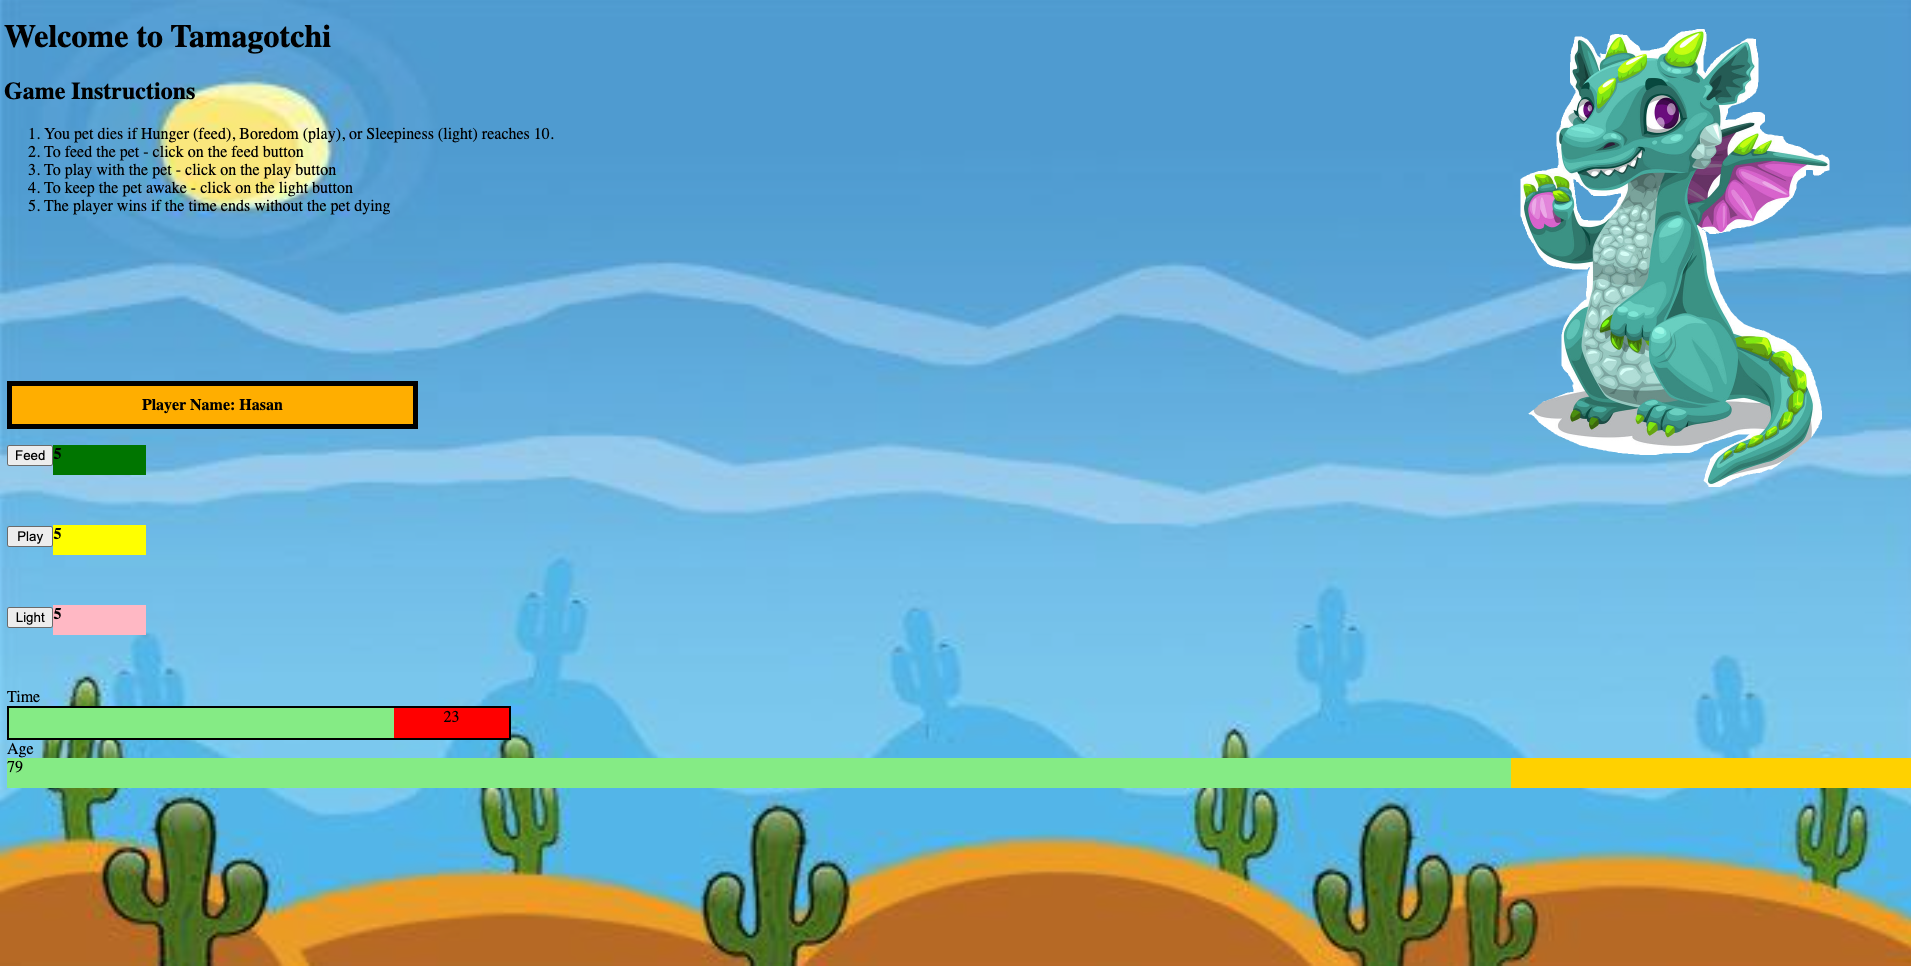 Welcome to Tamagotchi
Game Instructions
1. You pet dies if Hunger (feed), Boredom (play), or Sleepiness (light) reaches 10.
2. To feed the pet - click on the feed button
3. To play with the pet - click on the play button
4. To keep the pet awake - click on the light button
5. The player wins if the time ends without the pet dying
Player Name: Hasan
Feed 5
Play 5
Light 5
Time
23
Age
79